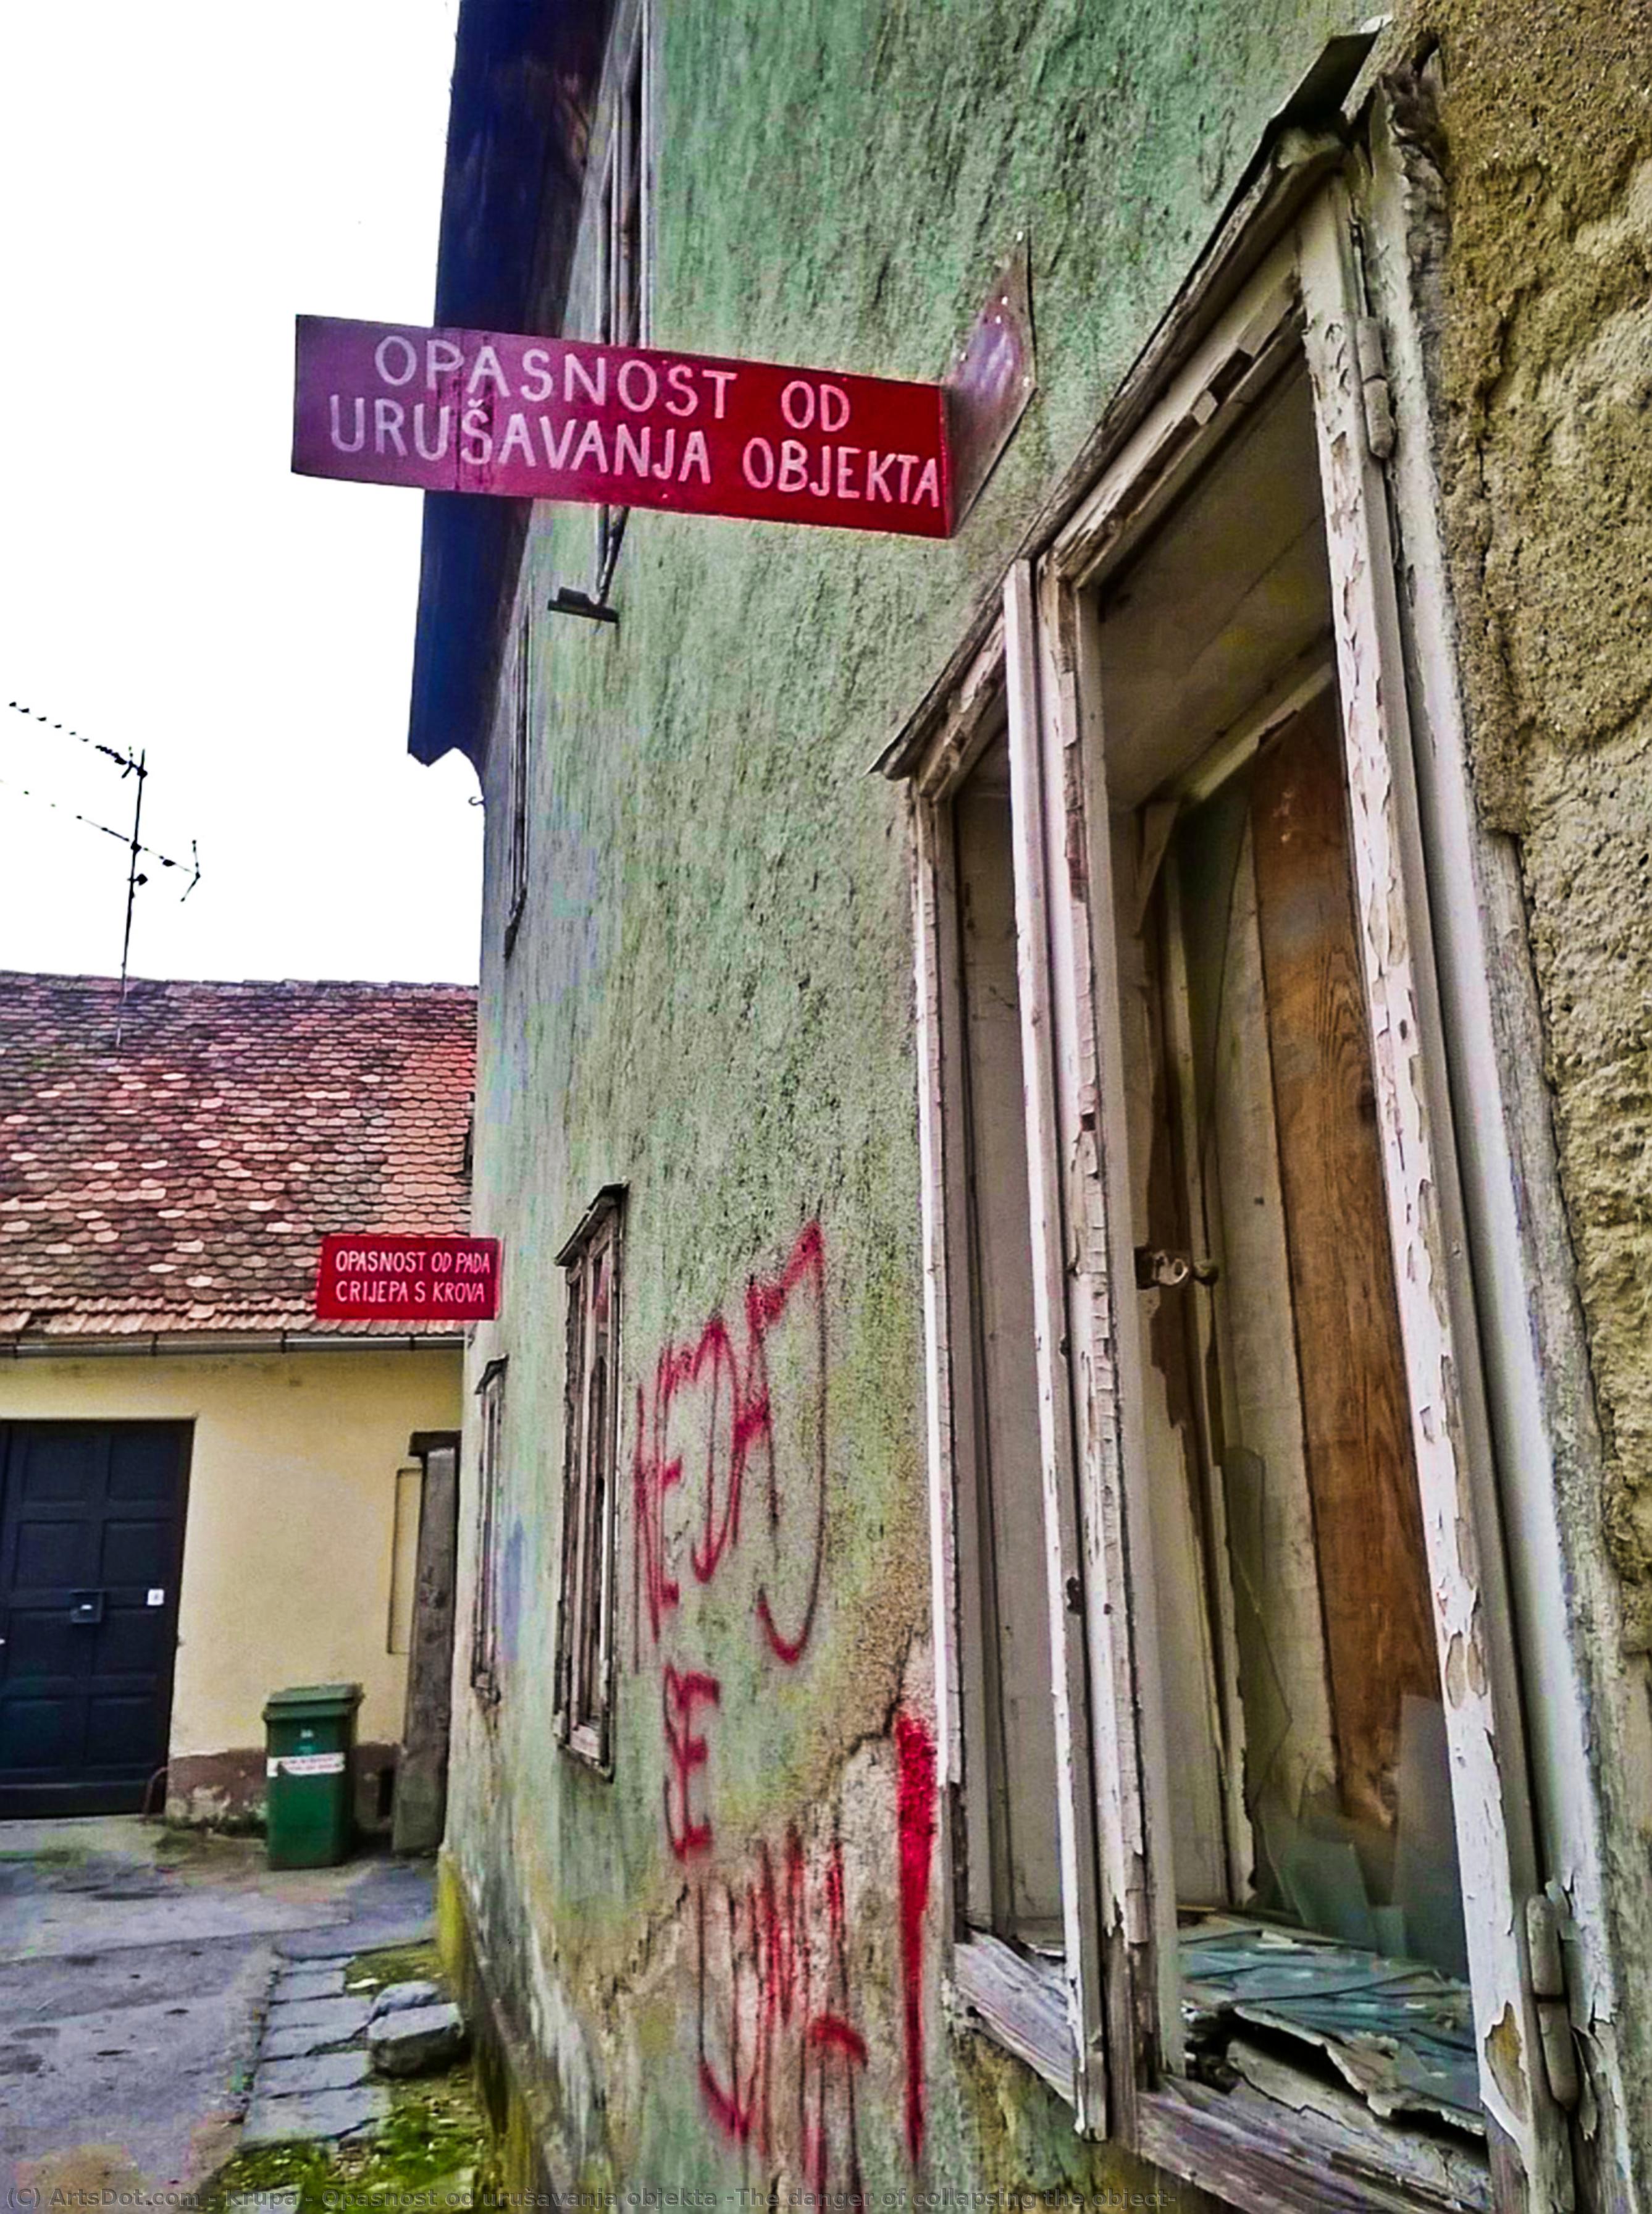 OPASNOST OD
URUŠAVANJA OBJEKTA
OPASNOST OD PADA
CRIJEPA S KROVA
NEDAJ
SE
(C) ArtsDot.com - Krupa - Opasnost od urušavanja objekta -The danger of collapsing the object-